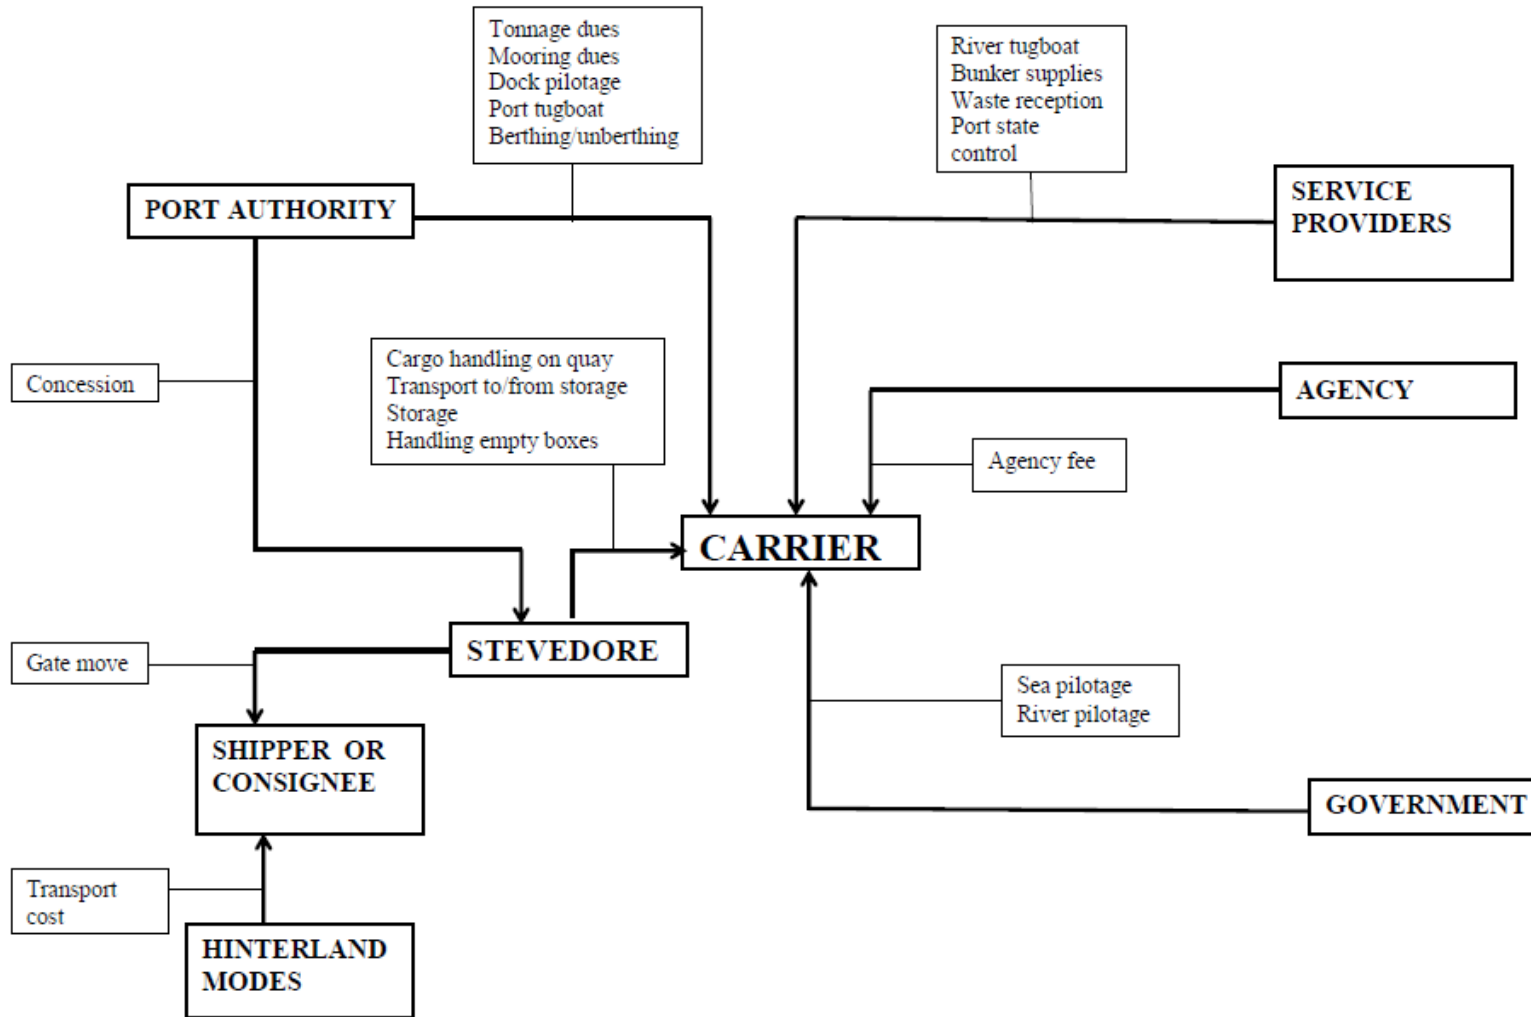 Tonnage dues
Mooring dues
Dock pilotage
Port tugboat
Berthing/unberthing
River tugboat
Bunker supplies
Waste reception
Port state
control
PORT AUTHORITY
SERVICE
PROVIDERS
Concession
Cargo handling on quay
Transport to/from storage
Storage
Handling empty boxes
AGENCY
Agency fee
CARRIER
STEVEDORE
Gate move
Sea pilotage
River pilotage
SHIPPER OR
CONSIGNEE
GOVERNMENT
Transport
cost
HINTERLAND
MODES